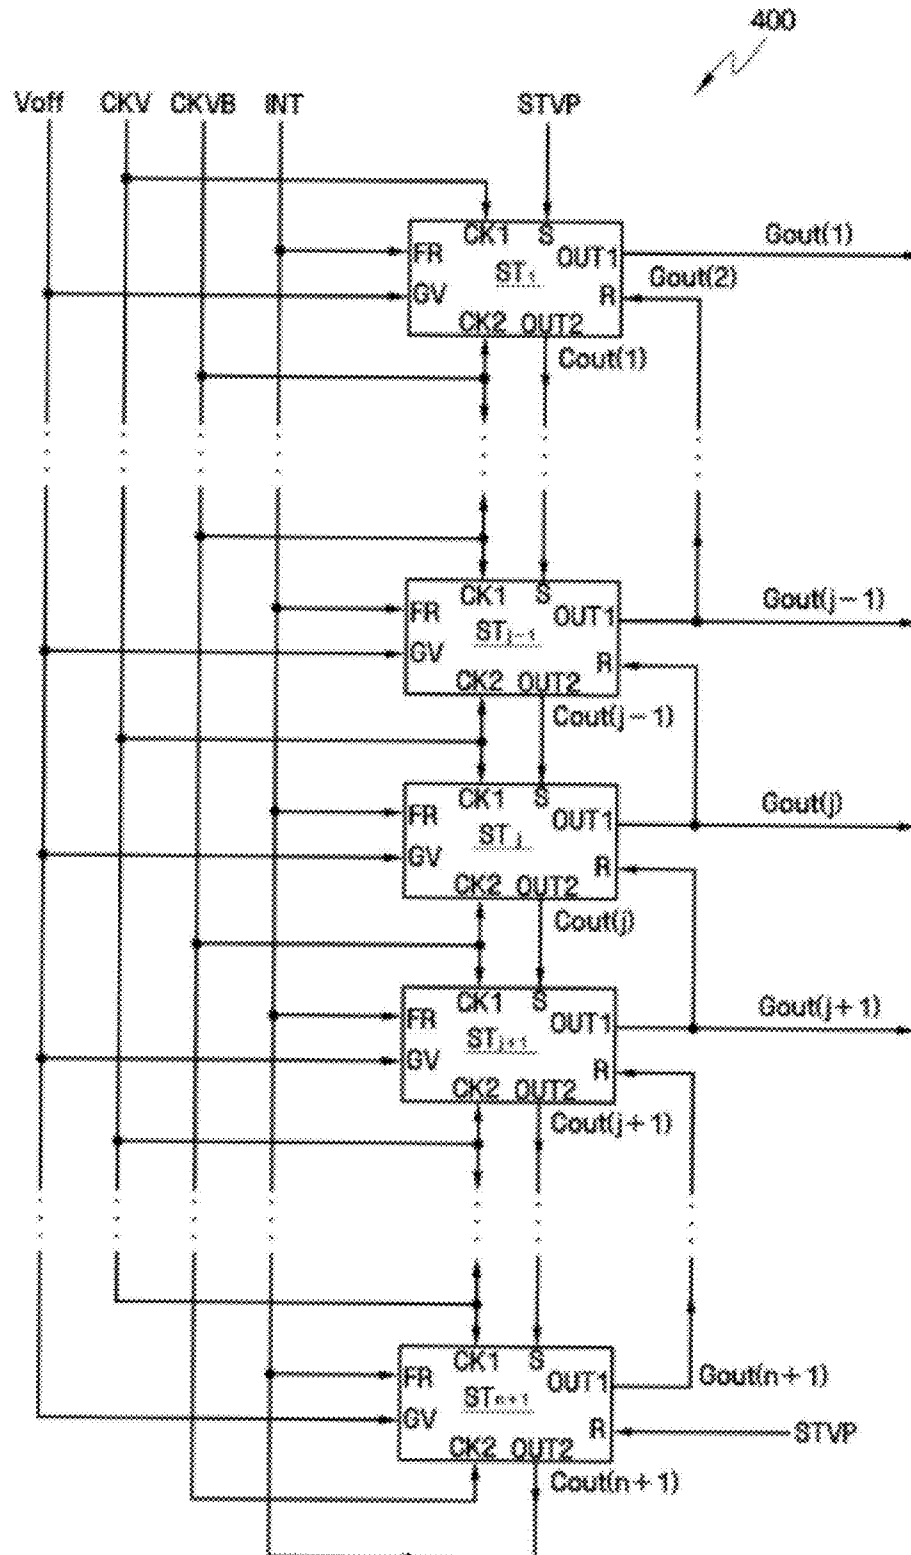 400
Voff CKV CKVB INT STVP
CK1 S
FR OUT1 Gout(1)
ST1
GV R Gout(2)
CK2 OUT2
Cout(1)
CK1 S
FR OUT1 Gout(j-1)
STj-1
GV R
CK2 OUT2
Cout(j-1)
CK1 S
FR OUT1 Gout(j)
STj
GV R
CK2 OUT2
Cout(j)
CK1 S
FR OUT1 Gout(j+1)
STj+1
GV R
CK2 OUT2
Cout(j+1)
CK1 S
FR OUT1 Gout(n+1)
STn+1
GV R STVP
CK2 OUT2
Cout(n+1)